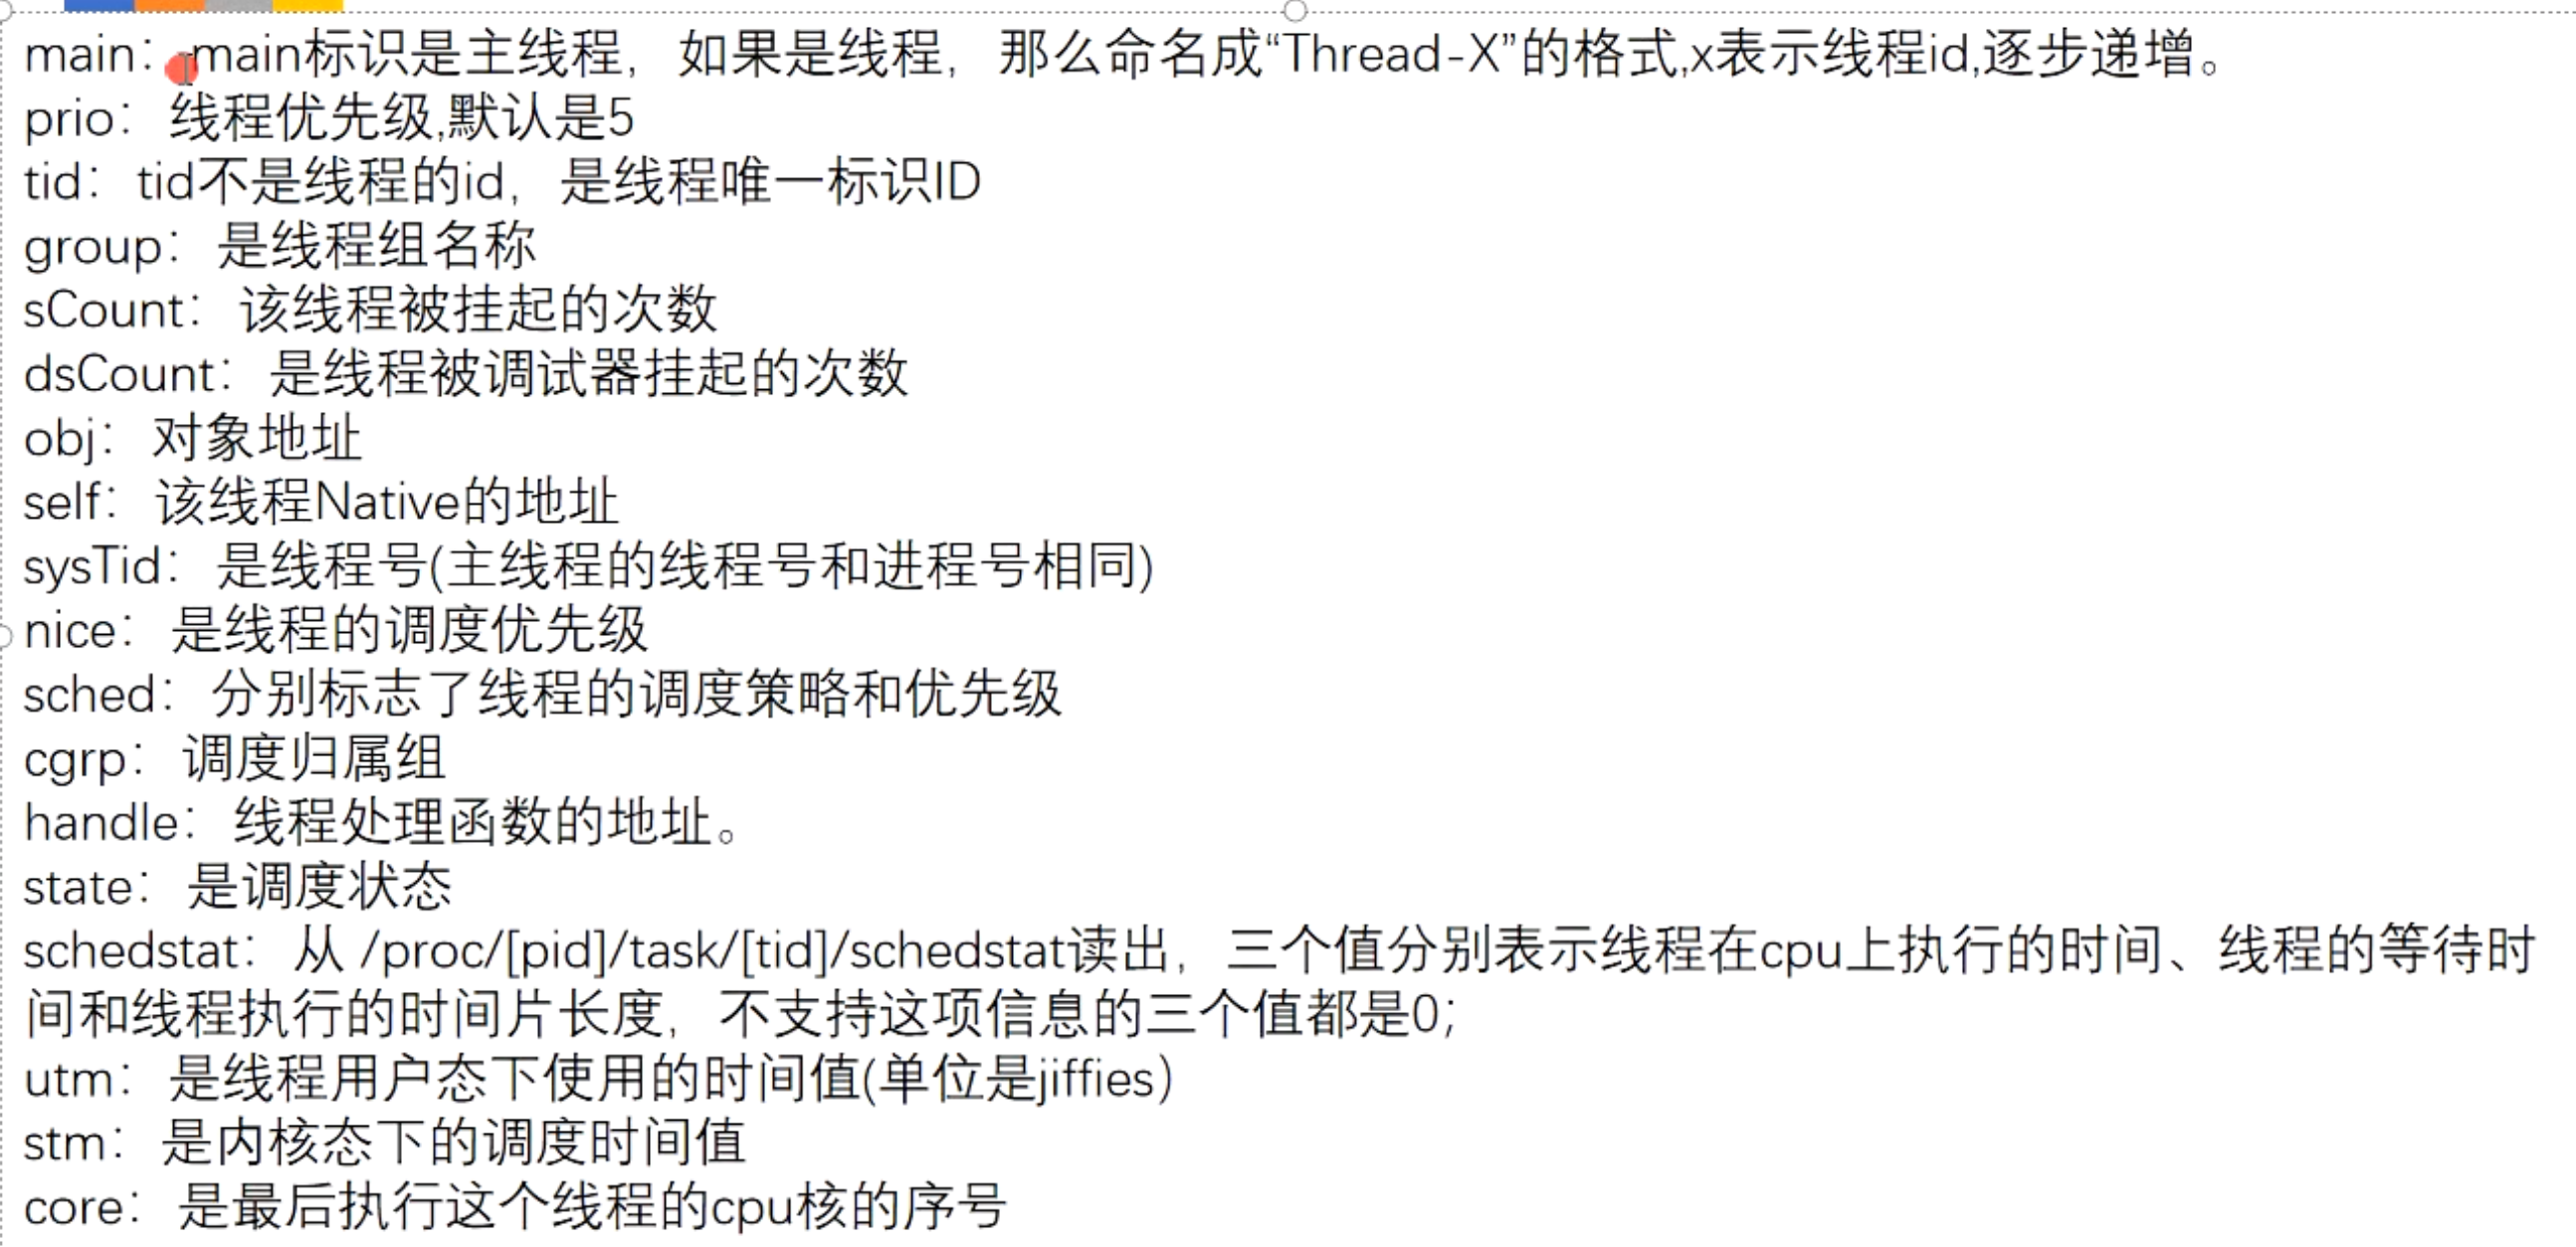 main：main标识是主线程，如果是线程，那么命名成“Thread-X”的格式,x表示线程id,逐步递增。
prio：线程优先级,默认是5
tid：tid不是线程的id，是线程唯一标识ID
group：是线程组名称
sCount：该线程被挂起的次数
dsCount：是线程被调试器挂起的次数
obj：对象地址
self：该线程Native的地址
sysTid：是线程号(主线程的线程号和进程号相同)
nice：是线程的调度优先级
sched：分别标志了线程的调度策略和优先级
cgrp：调度归属组
handle：线程处理函数的地址。
state：是调度状态
schedstat：从 /proc/[pid]/task/[tid]/schedstat读出，三个值分别表示线程在cpu上执行的时间、线程的等待时
间和线程执行的时间片长度，不支持这项信息的三个值都是0;
utm：是线程用户态下使用的时间值(单位是jiffies）
stm：是内核态下的调度时间值
core：是最后执行这个线程的cpu核的序号